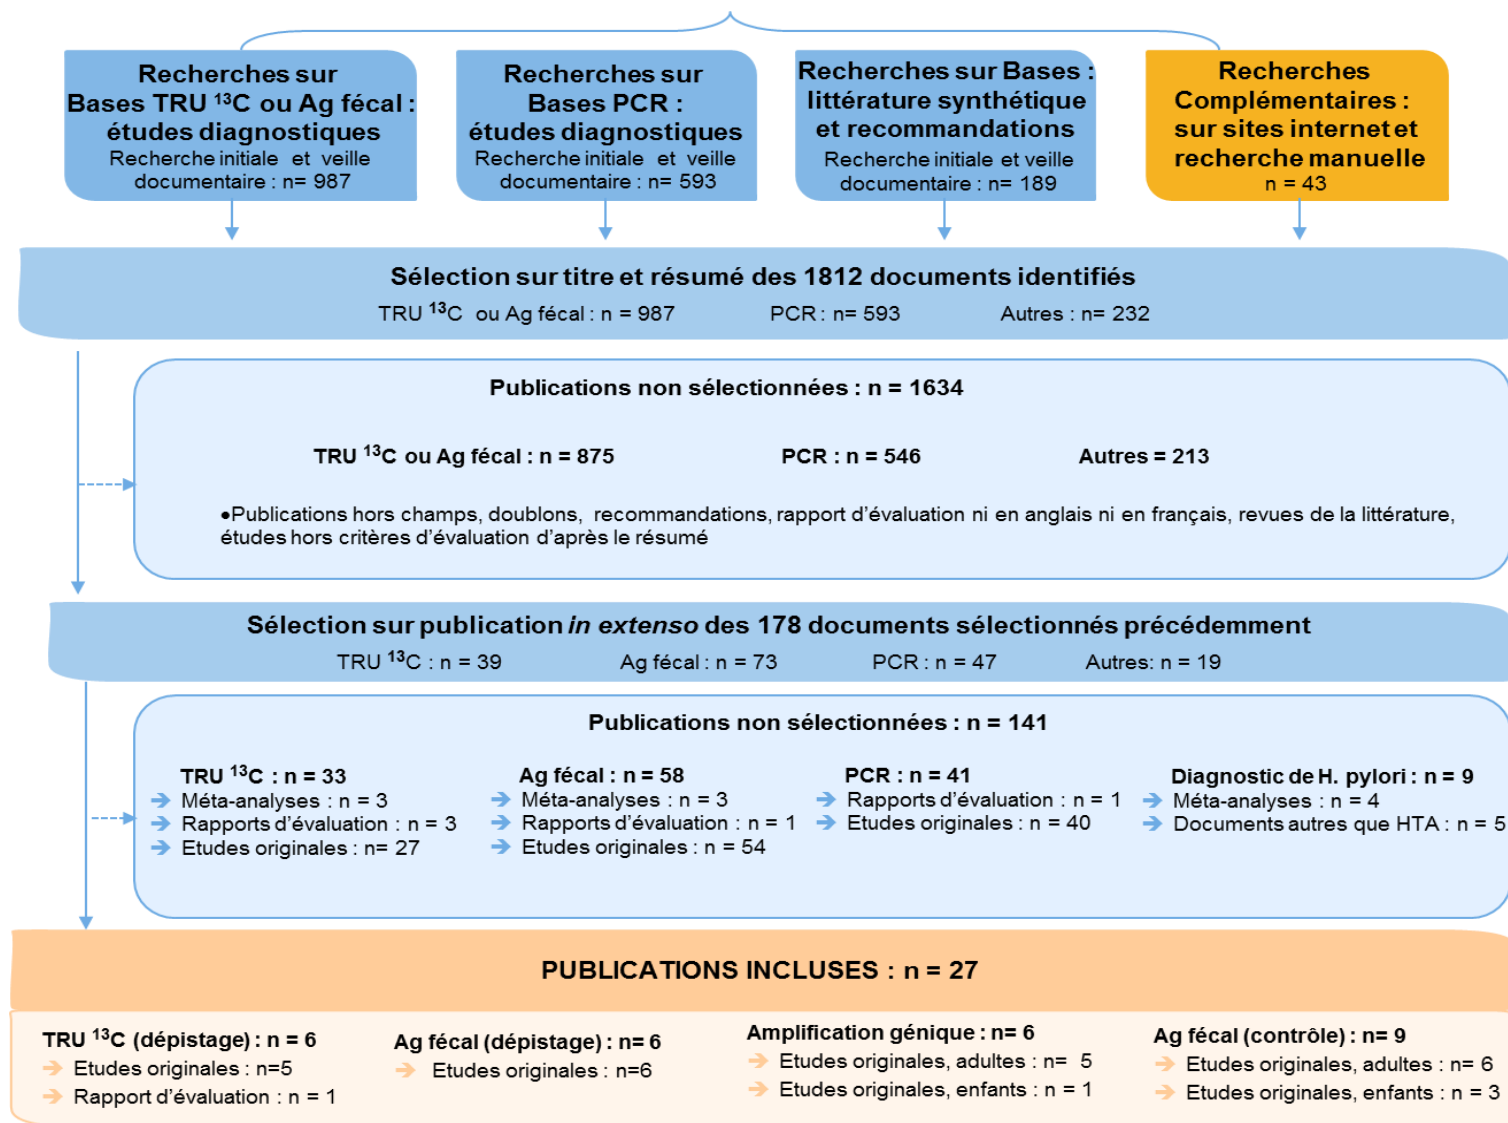 Recherches sur
Bases TRU ¹³C ou Ag fécal :
études diagnostiques
Recherche initiale et veille
documentaire : n= 987
Recherches sur
Bases PCR :
études diagnostiques
Recherche initiale et veille
documentaire : n= 593
Recherches sur Bases :
littérature synthétique
et recommandations
Recherche initiale et veille
documentaire : n= 189
Recherches
Complémentaires :
sur sites internet et
recherche manuelle
n = 43
Sélection sur titre et résumé des 1812 documents identifiés
TRU ¹³C ou Ag fécal : n = 987 PCR : n= 593 Autres : n= 232
Publications non sélectionnées : n = 1634
TRU ¹³C ou Ag fécal : n = 875 PCR : n = 546 Autres = 213
•Publications hors champs, doublons, recommandations, rapport d’évaluation ni en anglais ni en français, revues de la littérature,
études hors critères d’évaluation d’après le résumé
Sélection sur publication in extenso des 178 documents sélectionnés précédemment
TRU ¹³C : n = 39 Ag fécal : n = 73 PCR : n = 47 Autres: n = 19
Publications non sélectionnées : n = 141
TRU ¹³C : n = 33
Méta-analyses : n = 3
Rapports d’évaluation : n = 3
Etudes originales : n= 27
Ag fécal : n = 58
Méta-analyses : n = 3
Rapports d’évaluation : n = 1
Etudes originales : n = 54
PCR : n = 41
Rapports d’évaluation : n = 1
Etudes originales : n = 40
Diagnostic de H. pylori : n = 9
Méta-analyses : n = 4
Documents autres que HTA : n = 5
PUBLICATIONS INCLUSES : n = 27
TRU ¹³C (dépistage) : n = 6
Etudes originales : n=5
Rapport d’évaluation : n = 1
Ag fécal (dépistage) : n= 6
Etudes originales : n=6
Amplification génique : n= 6
Etudes originales, adultes : n= 5
Etudes originales, enfants : n = 1
Ag fécal (contrôle) : n= 9
Etudes originales, adultes : n= 6
Etudes originales, enfants : n = 3